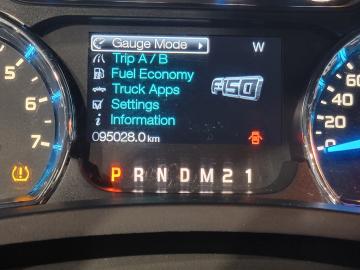 Gauge Mode
W
Trip A / B
Fuel Economy
Truck Apps
F-150
Settings
Information
095028.0 km
P R N D M 2 1
5
6
7
60
40
20
0